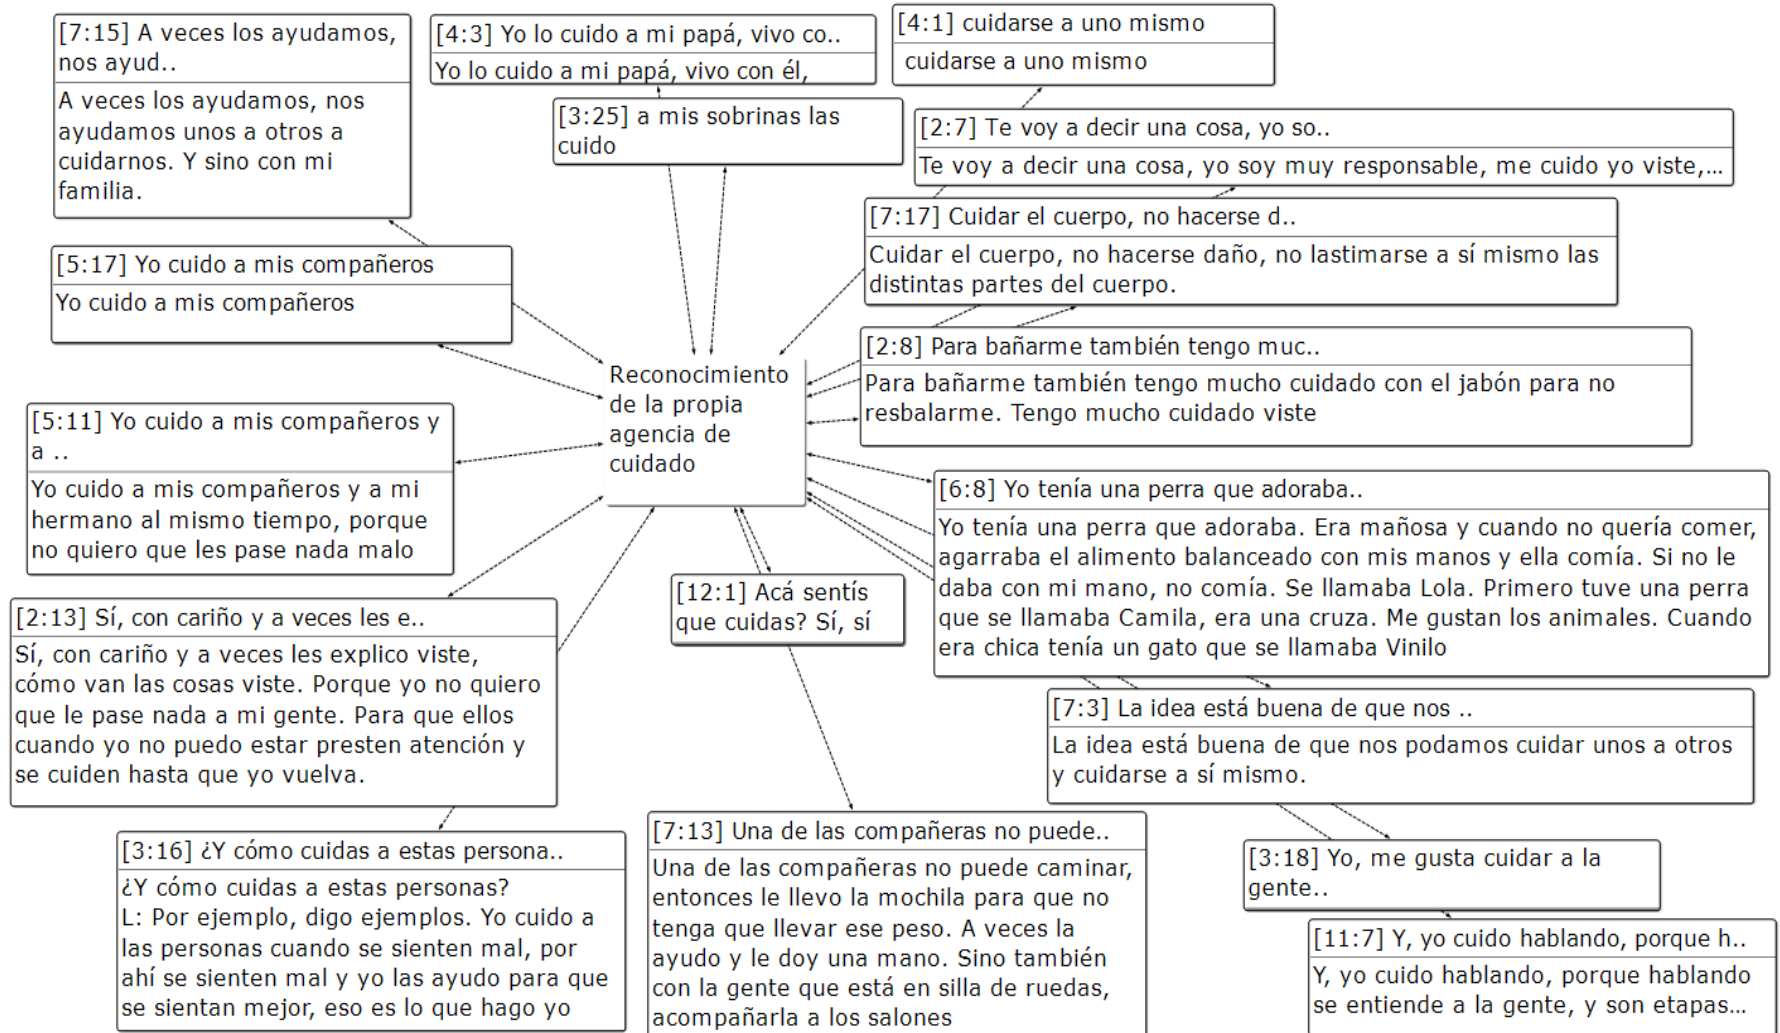 [7:15] A veces los ayudamos,
nos ayud..
A veces los ayudamos, nos
ayudamos unos a otros a
cuidarnos. Y sino con mi
familia.
[4:3] Yo lo cuido a mi papá, vivo co..
Yo lo cuido a mi papá, vivo con él,
[4:1] cuidarse a uno mismo
cuidarse a uno mismo
[3:25] a mis sobrinas las
cuido
[2:7] Te voy a decir una cosa, yo so..
Te voy a decir una cosa, yo soy muy responsable, me cuido yo viste,...
[7:17] Cuidar el cuerpo, no hacerse d..
Cuidar el cuerpo, no hacerse daño, no lastimarse a sí mismo las
distintas partes del cuerpo.
[5:17] Yo cuido a mis compañeros
Yo cuido a mis compañeros
[2:8] Para bañarme también tengo muc..
Para bañarme también tengo mucho cuidado con el jabón para no
resbalarme. Tengo mucho cuidado viste
Reconocimiento
de la propia
agencia de
cuidado
[5:11] Yo cuido a mis compañeros y
a ..
Yo cuido a mis compañeros y a mi
hermano al mismo tiempo, porque
no quiero que les pase nada malo
[6:8] Yo tenía una perra que adoraba..
Yo tenía una perra que adoraba. Era mañosa y cuando no quería comer,
agarraba el alimento balanceado con mis manos y ella comía. Si no le
daba con mi mano, no comía. Se llamaba Lola. Primero tuve una perra
que se llamaba Camila, era una cruza. Me gustan los animales. Cuando
era chica tenía un gato que se llamaba Vinilo
[12:1] Acá sentís
que cuidas? Sí, sí
[2:13] Sí, con cariño y a veces les e..
Sí, con cariño y a veces les explico viste,
cómo van las cosas viste. Porque yo no quiero
que le pase nada a mi gente. Para que ellos
cuando yo no puedo estar presten atención y
se cuiden hasta que yo vuelva.
[7:3] La idea está buena de que nos ..
La idea está buena de que nos podamos cuidar unos a otros
y cuidarse a sí mismo.
[3:16] ¿Y cómo cuidas a estas persona..
¿Y cómo cuidas a estas personas?
L: Por ejemplo, digo ejemplos. Yo cuido a
las personas cuando se sienten mal, por
ahí se sienten mal y yo las ayudo para que
se sientan mejor, eso es lo que hago yo
[7:13] Una de las compañeras no puede..
Una de las compañeras no puede caminar,
entonces le llevo la mochila para que no
tenga que llevar ese peso. A veces la
ayudo y le doy una mano. Sino también
con la gente que está en silla de ruedas,
acompañarla a los salones
[3:18] Yo, me gusta cuidar a la
gente..
[11:7] Y, yo cuido hablando, porque h..
Y, yo cuido hablando, porque hablando
se entiende a la gente, y son etapas...